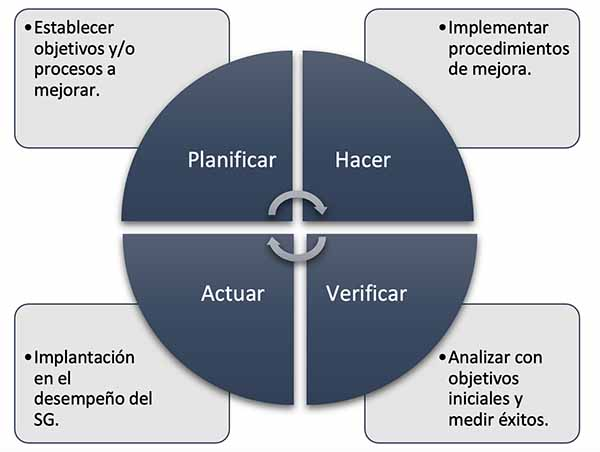 •Establecer
objetivos y/o
procesos a
mejorar.
•Implementar
procedimientos
de mejora.
Planificar
Hacer
Actuar
Verificar
•Implantación
en el
desempeño del
SG.
•Analizar con
objetivos
iniciales y
medir éxitos.